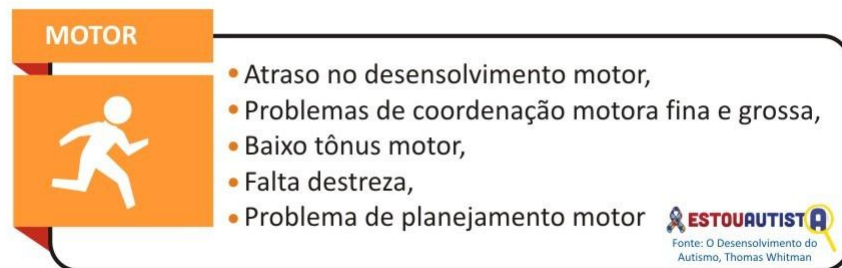 MOTOR
• Atraso no desensolvimento motor,
• Problemas de coordenação motora fina e grossa,
• Baixo tônus motor,
• Falta destreza,
• Problema de planejamento motor
ESTOUAUTISTA
Fonte: O Desensolvimento do
Autismo, Thomas Whitman